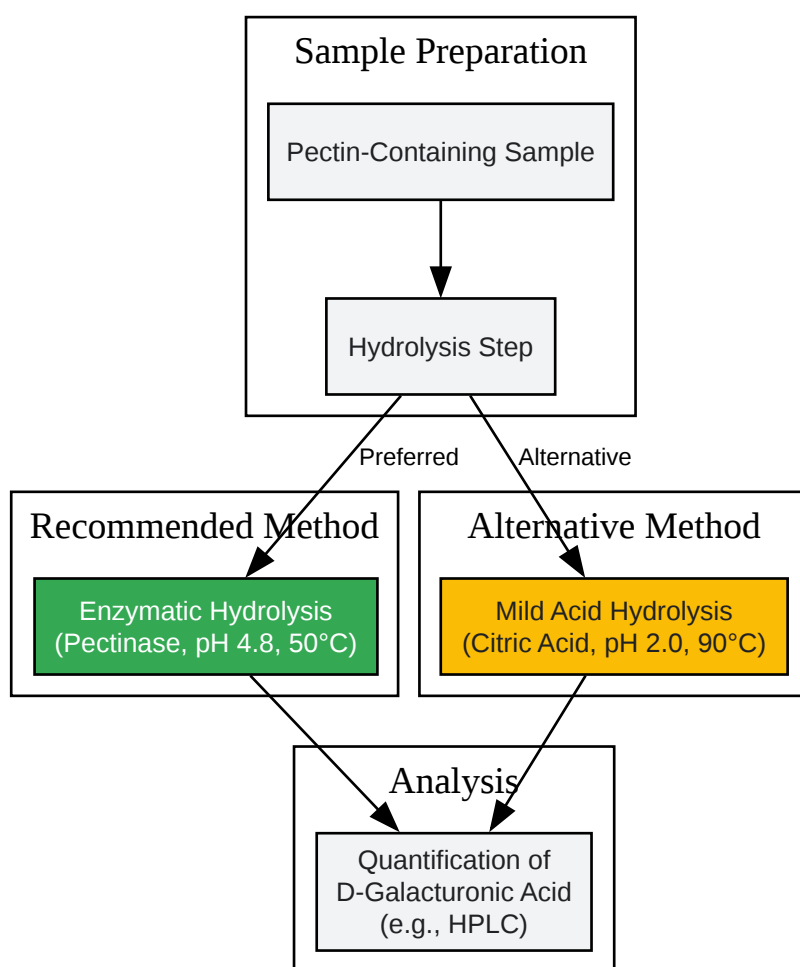 Sample Preparation
Pectin-Containing Sample
Hydrolysis Step
Preferred
Alternative
Recommended Method
Enzymatic Hydrolysis
(Pectinase, pH 4.8, 50°C)
Alternative Method
Mild Acid Hydrolysis
(Citric Acid, pH 2.0, 90°C)
Analysis
Quantification of
D-Galacturonic Acid
(e.g., HPLC)